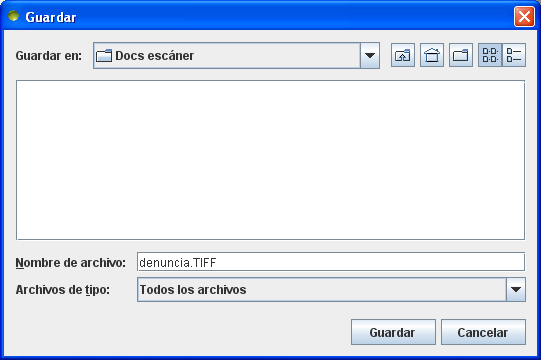 Guardar
Guardar en: Docs escáner
Nombre de archivo: denuncia.TIFF
Archivos de tipo: Todos los archivos
Guardar Cancelar